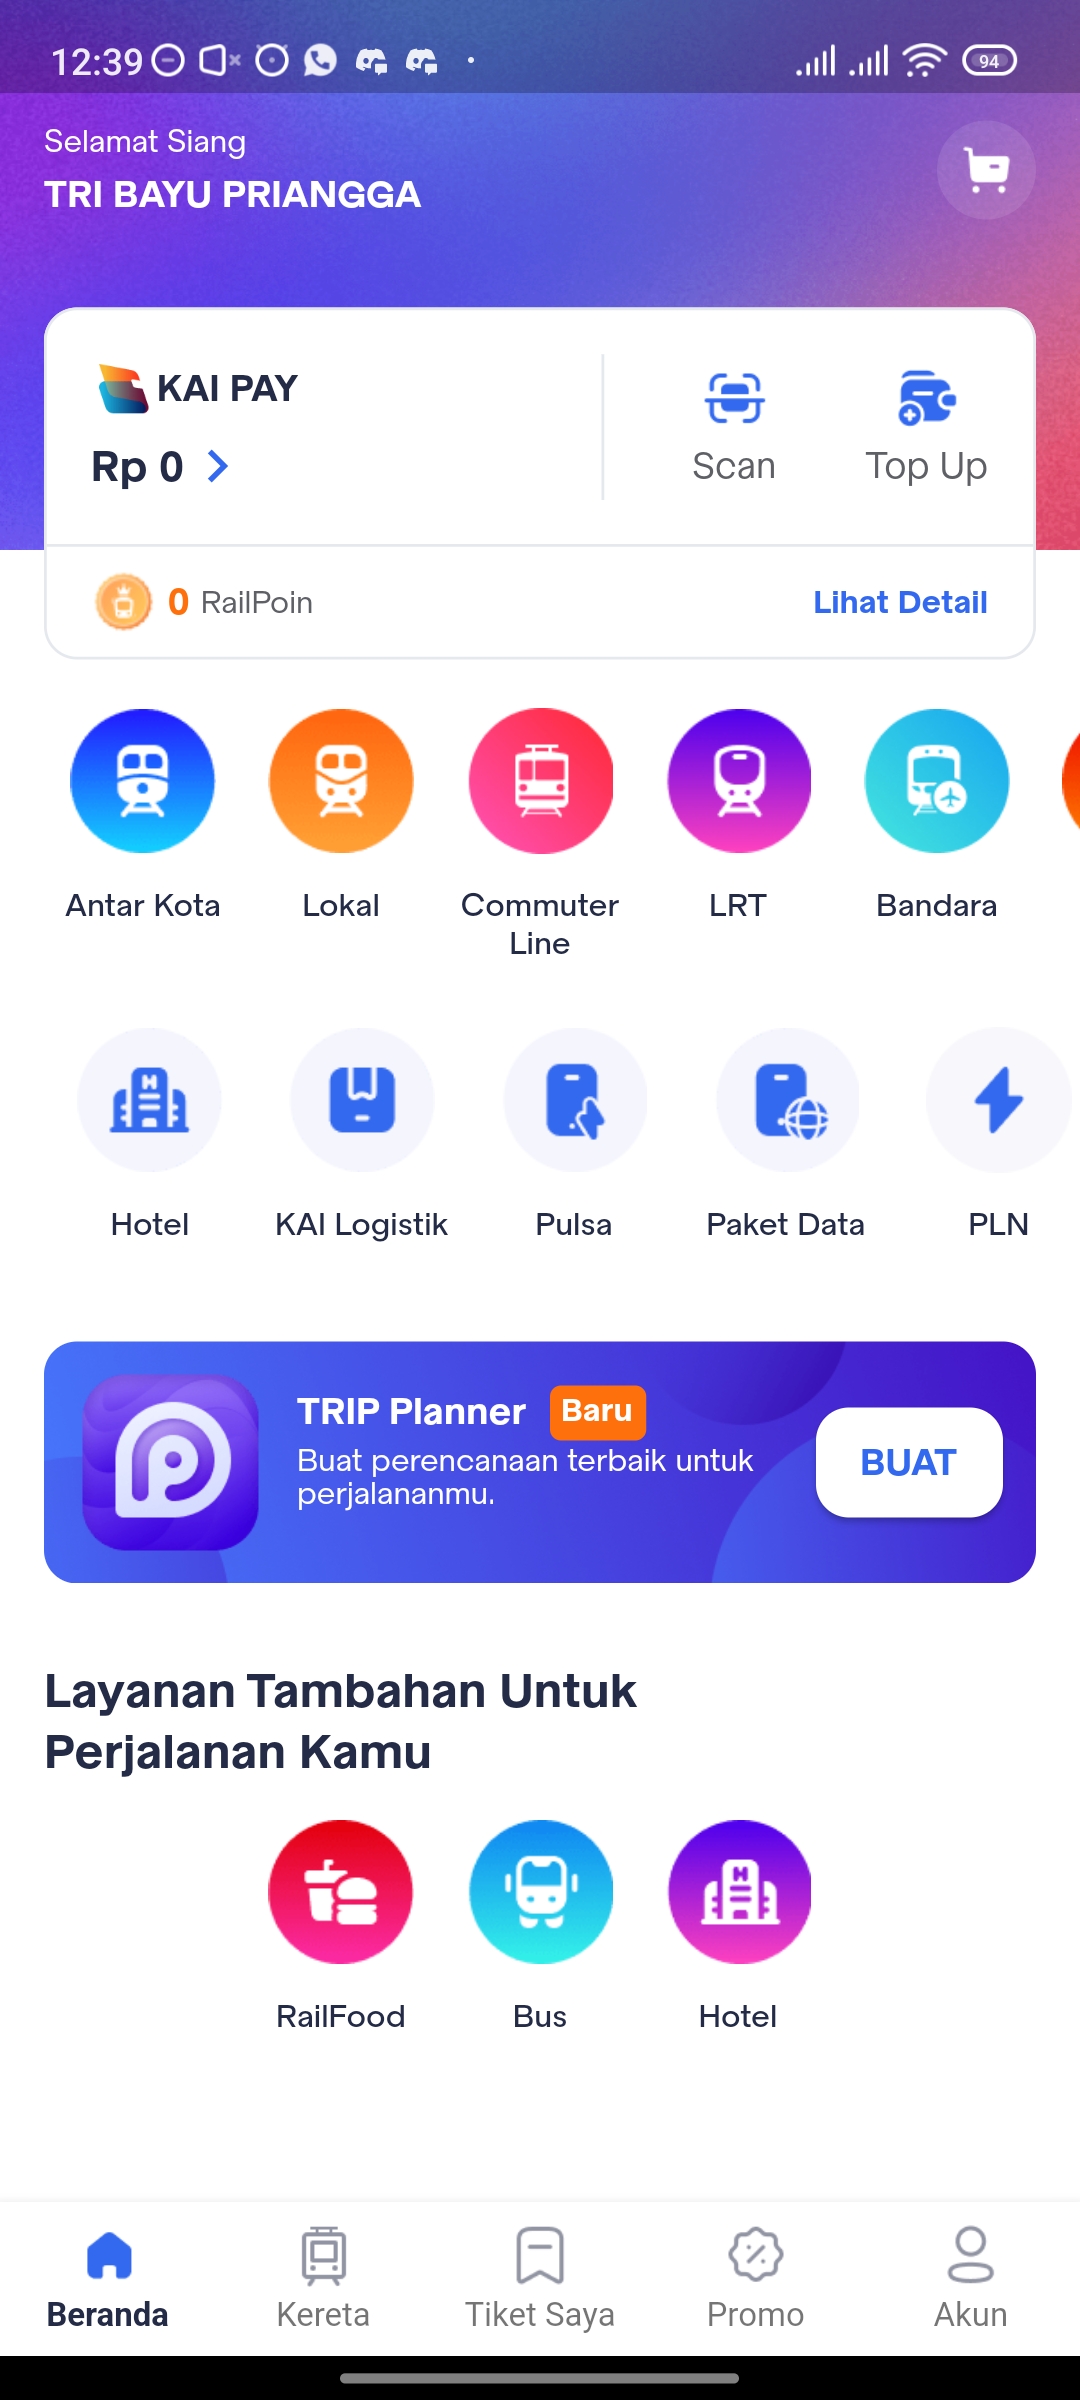 12:39
94
Selamat Siang
TRI BAYU PRIANGGA
KAI PAY
Rp 0
Scan
Top Up
0 RailPoin
Lihat Detail
Antar Kota
Lokal
Commuter
Line
LRT
Bandara
Hotel
KAI Logistik
Pulsa
Paket Data
PLN
TRIP Planner
Baru
Buat perencanaan terbaik untuk
perjalananmu.
BUAT
Layanan Tambahan Untuk
Perjalanan Kamu
RailFood
Bus
Hotel
Beranda
Kereta
Tiket Saya
Promo
Akun